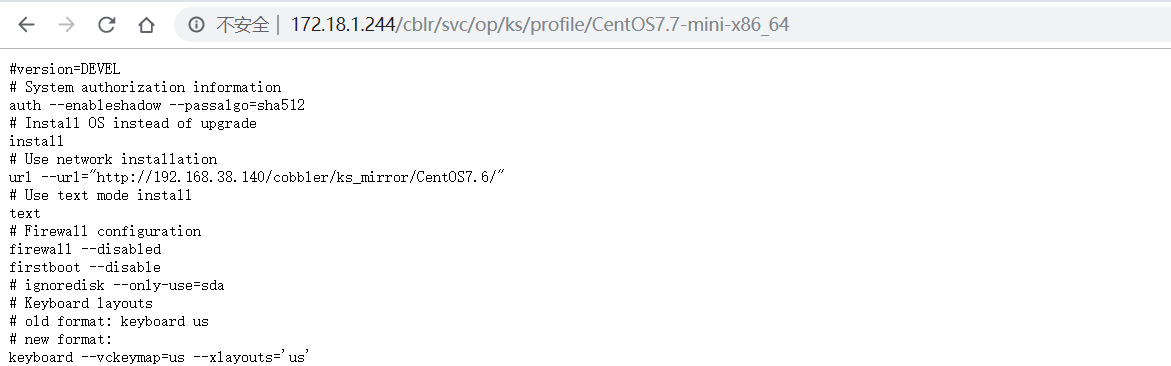 不安全 | 172.18.1.244/cblr/svc/op/ks/profile/CentOS7.7-mini-x86_64
#version=DEVEL
# System authorization information
auth --enableshadow --passalgo=sha512
# Install OS instead of upgrade
install
# Use network installation
url --url="http://192.168.38.140/cobbler/ks_mirror/CentOS7.6/"
# Use text mode install
text
# Firewall configuration
firewall --disabled
firstboot --disable
# ignoredisk --only-use=sda
# Keyboard layouts
# old format: keyboard us
# new format:
keyboard --vckeymap=us --xlayouts='us'